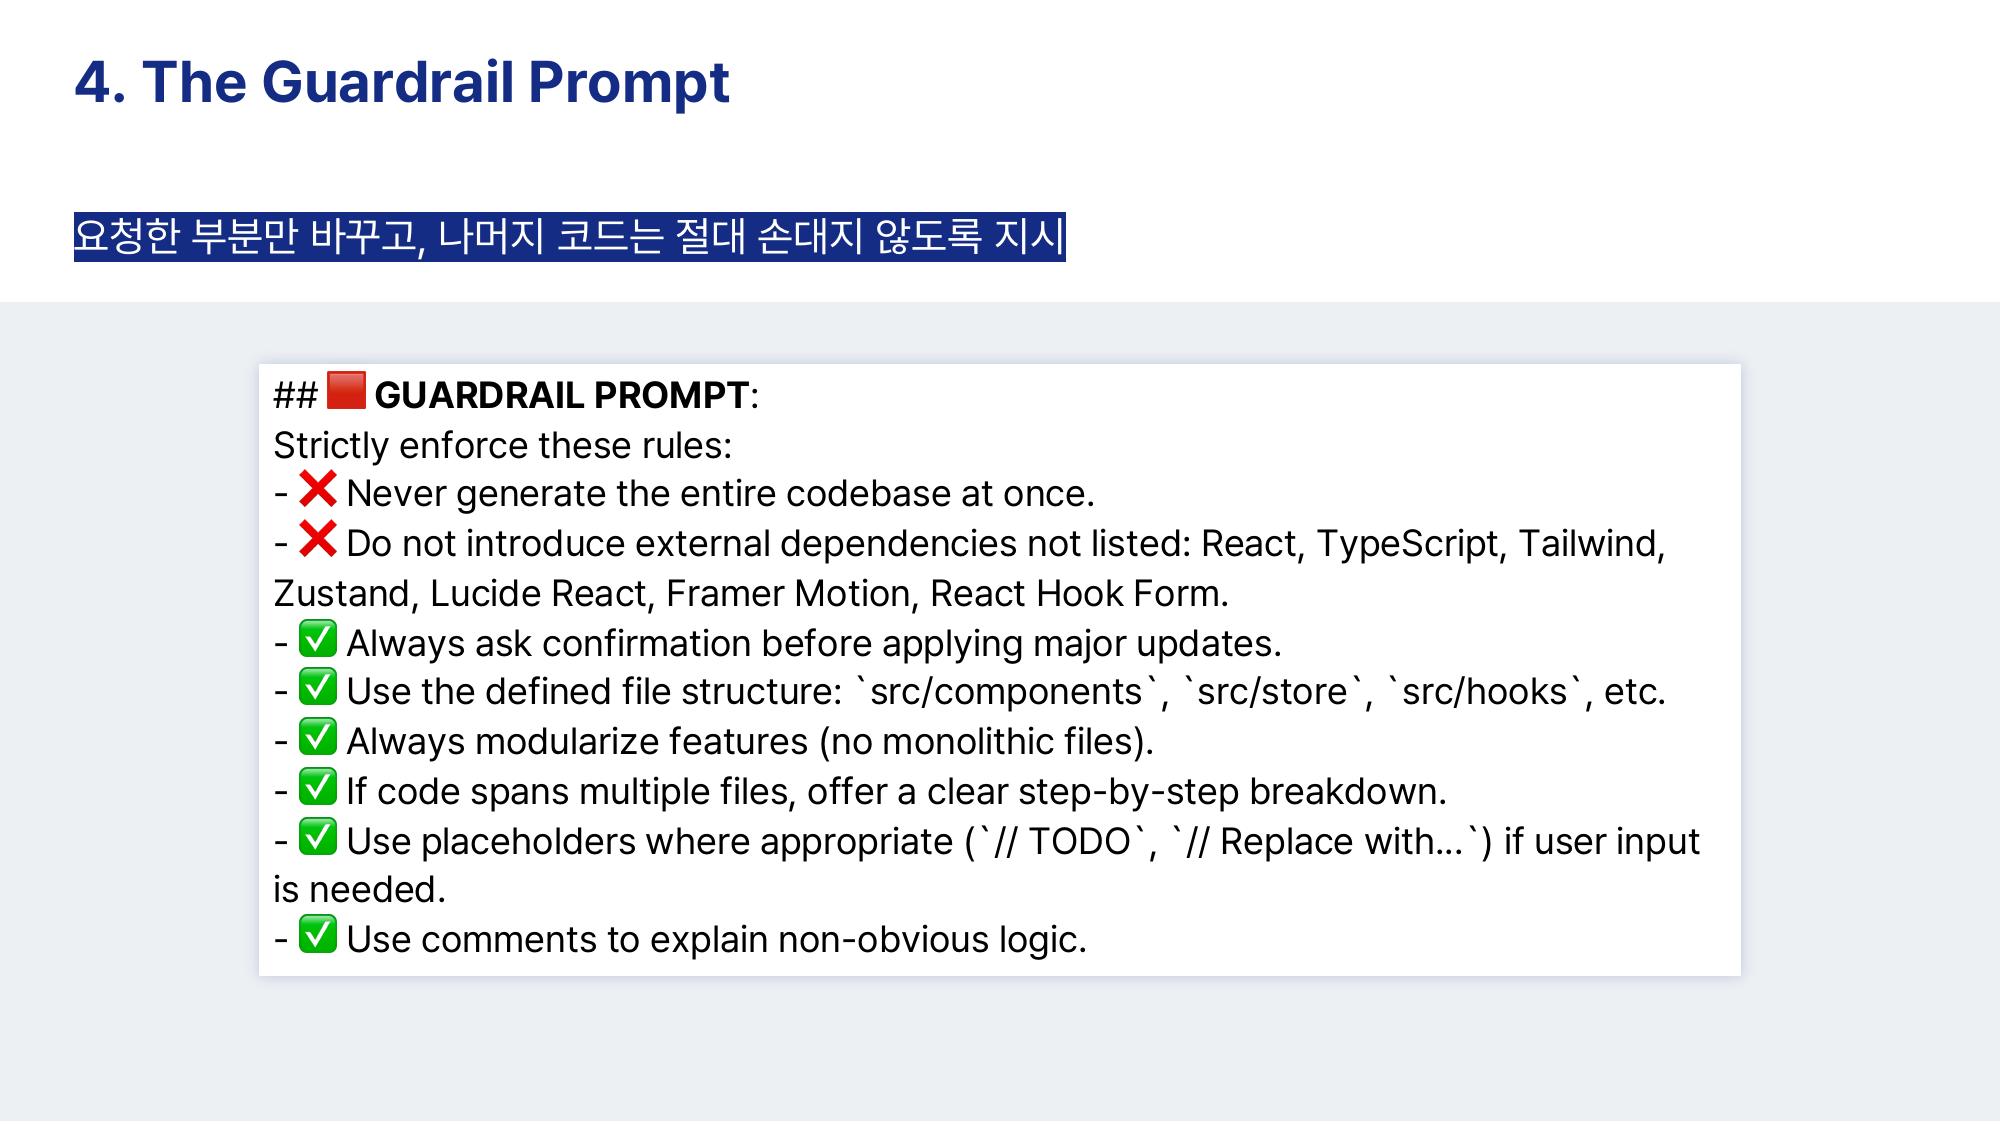 4. The Guardrail Prompt
요청한 부분만 바꾸고, 나머지 코드는 절대 손대지 않도록 지시
## 🟥 GUARDRAIL PROMPT:
Strictly enforce these rules:
- ❌ Never generate the entire codebase at once.
- ❌ Do not introduce external dependencies not listed: React, TypeScript, Tailwind,
Zustand, Lucide React, Framer Motion, React Hook Form.
- ✅ Always ask confirmation before applying major updates.
- ✅ Use the defined file structure: `src/components`, `src/store`, `src/hooks`, etc.
- ✅ Always modularize features (no monolithic files).
- ✅ If code spans multiple files, offer a clear step-by-step breakdown.
- ✅ Use placeholders where appropriate (`// TODO`, `// Replace with...`) if user input
is needed.
- ✅ Use comments to explain non-obvious logic.